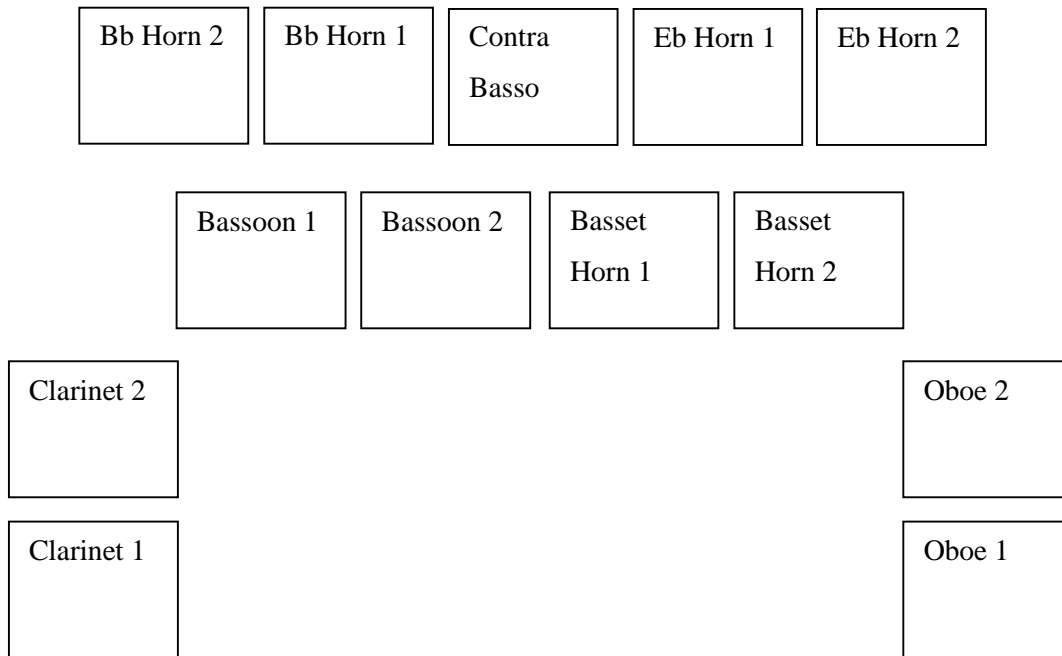 Bb Horn 2
Bb Horn 1
Contra
Basso
Eb Horn 1
Eb Horn 2
Bassoon 1
Bassoon 2
Basset
Horn 1
Basset
Horn 2
Clarinet 2
Oboe 2
Clarinet 1
Oboe 1